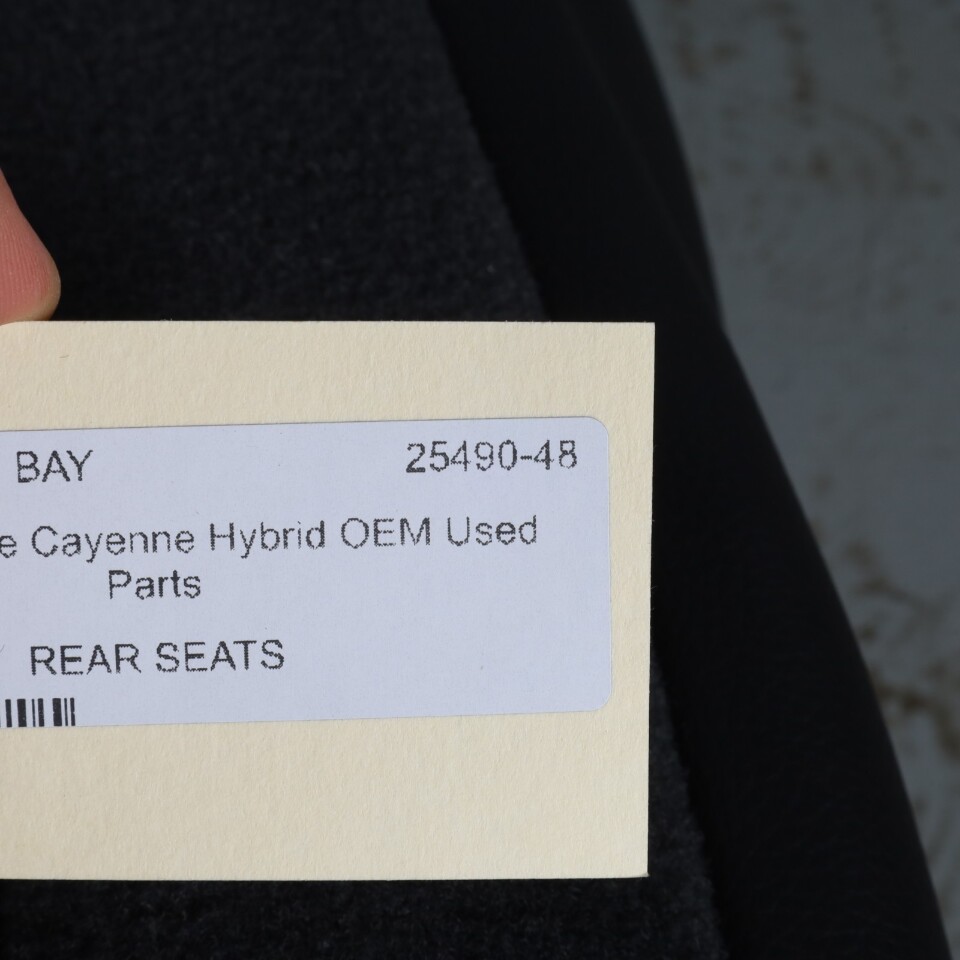 BAY 25490-48
e Cayenne Hybrid OEM Used
Parts
REAR SEATS